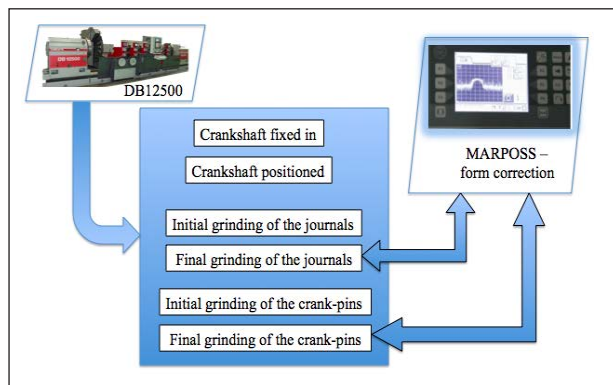 DB12500
MARPOSS –
form correction
Crankshaft fixed in
Crankshaft positioned
Initial grinding of the journals
Final grinding of the journals
Initial grinding of the crank-pins
Final grinding of the crank-pins